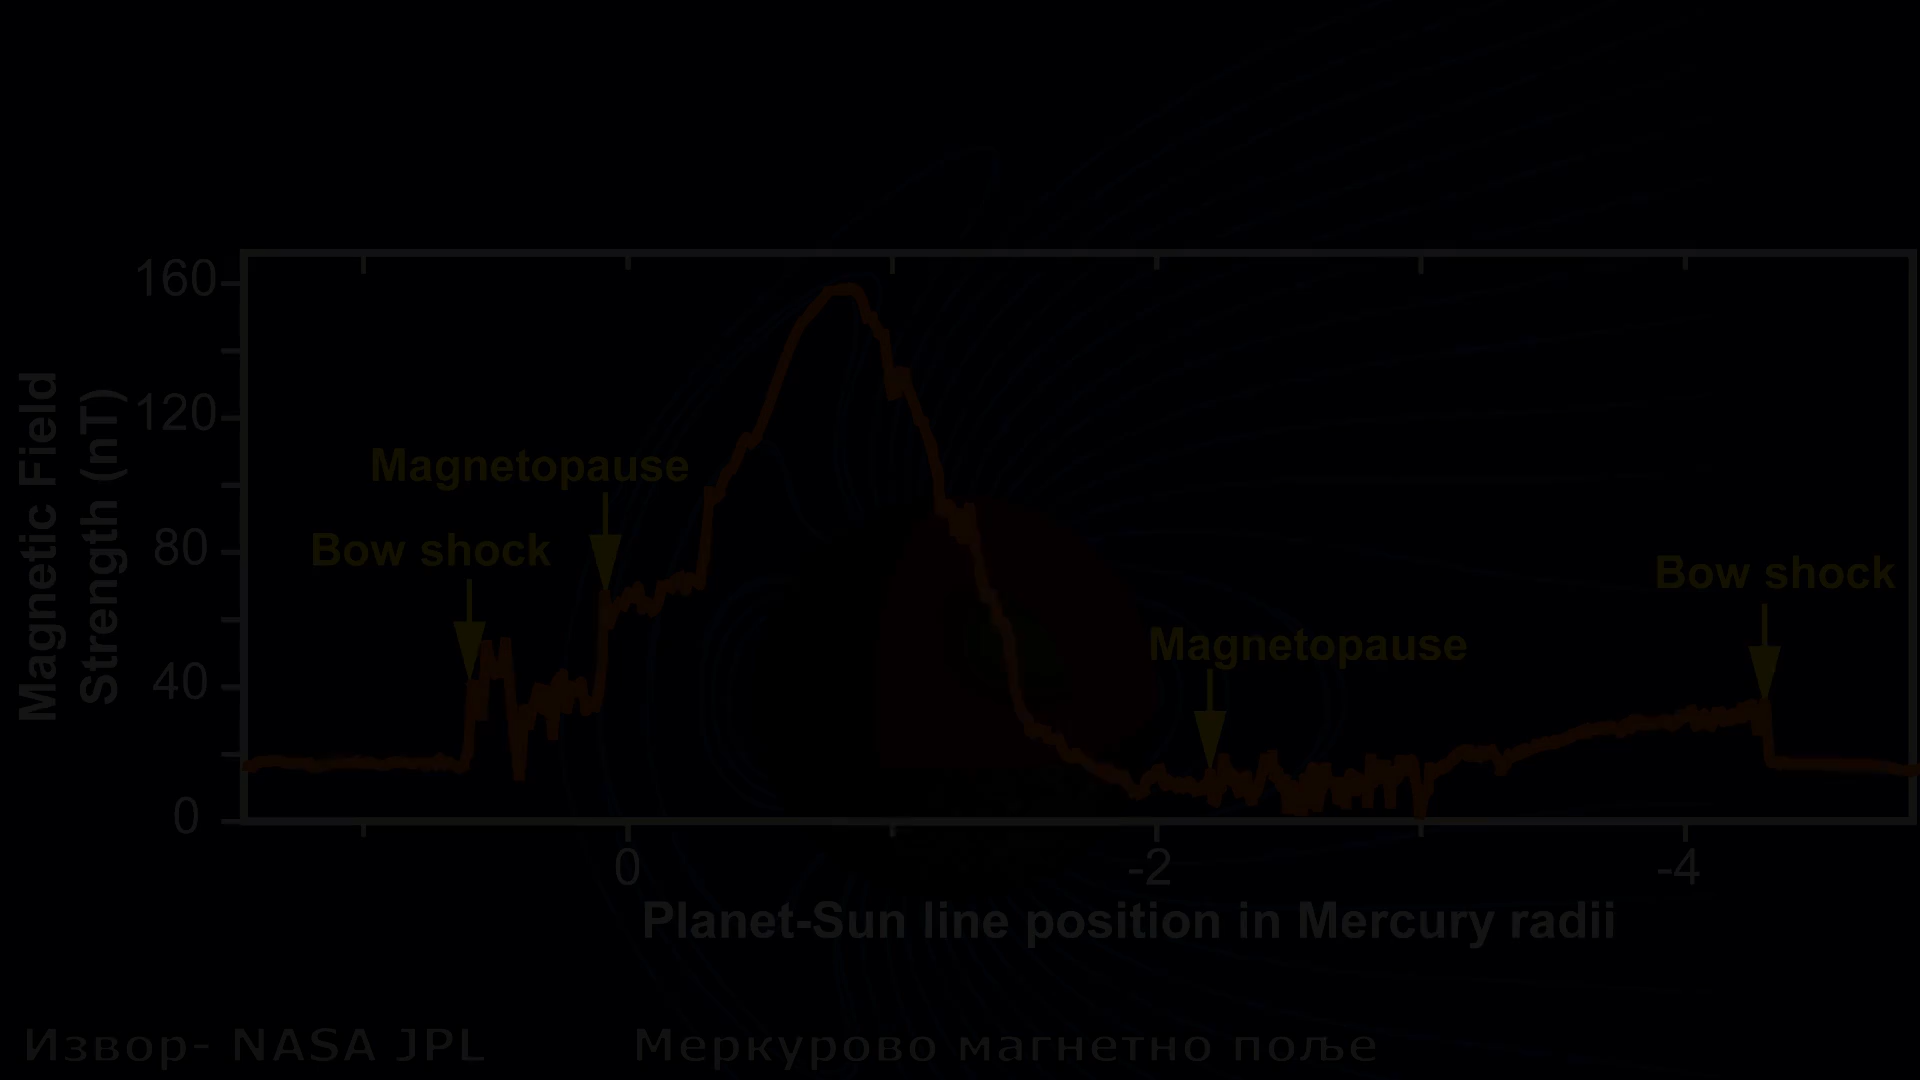 160
120
80
40
0
Magnetic Field
Strength (nT)
Magnetopause
Bow shock
Magnetopause
Bow shock
0
-2
-4
Planet-Sun line position in Mercury radii
Извор- NASA JPL
Меркурово магнетно поље